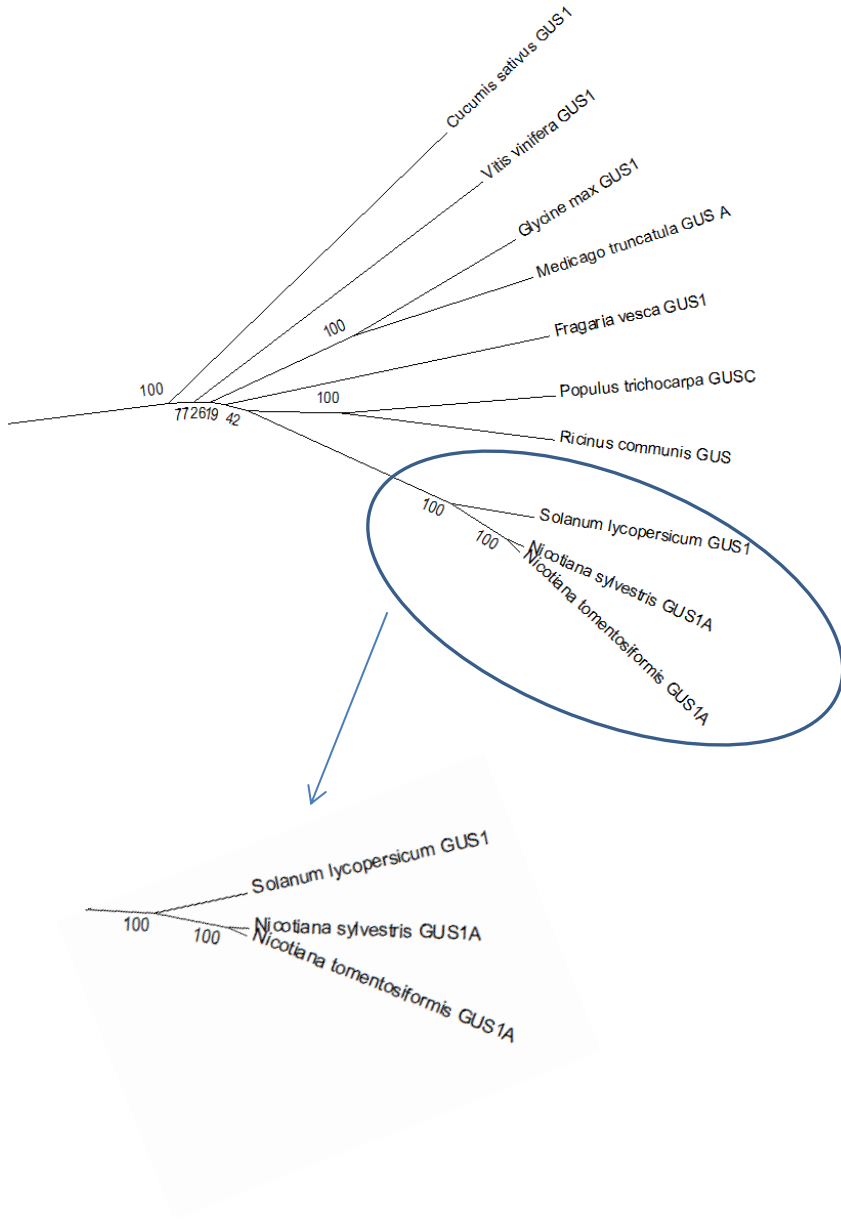 Cucumis sativus GUS1
Vitis vinifera GUS1
Glycine max GUS1
Medicago truncatula GUS A
100
Fragaria vesca GUS1
100
100
Populus trichocarpa GUSC
77
26
19
42
Ricinus communis GUS
100
Solanum lycopersicum GUS1
100
Nicotiana sylvestris GUS1A
Nicotiana tomentosiformis GUS1A
Solanum lycopersicum GUS1
100
100
Nicotiana sylvestris GUS1A
Nicotiana tomentosiformis GUS1A